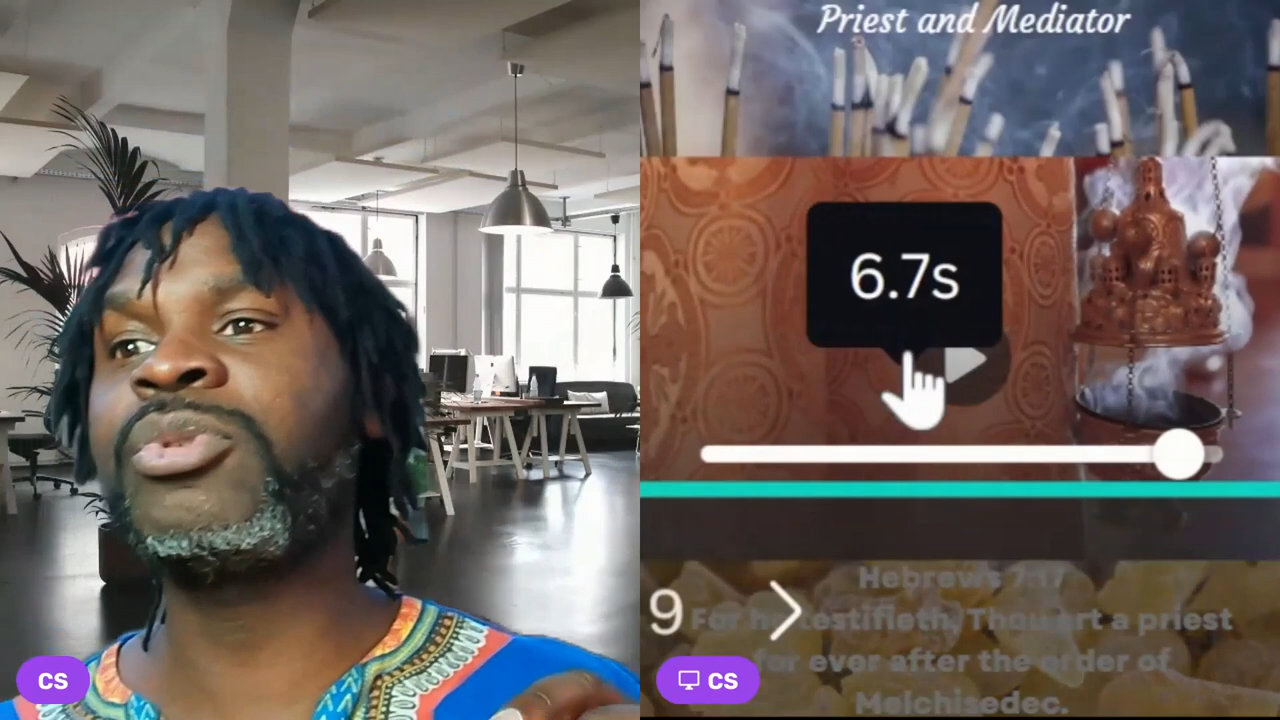 Priest and Mediator
6.7s
9
Hebrews 7:17
For he testifieth, Thou art a priest
for ever after the order of
Melchisedec.
CS
CS